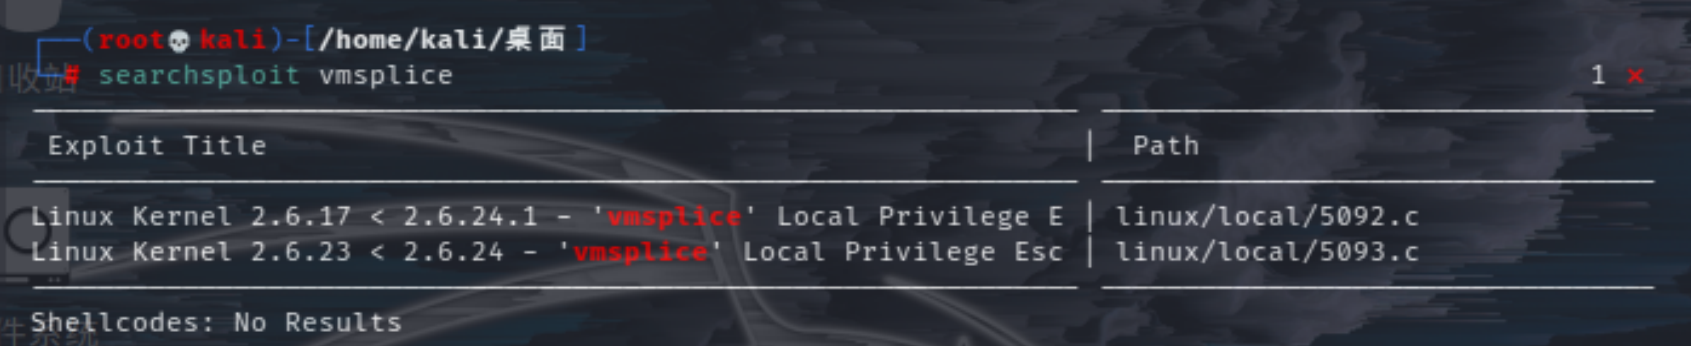 (root💀kali)-[/home/kali/桌面]
# searchsploit vmsplice 1 ⨯
Exploit Title | Path
Linux Kernel 2.6.17 < 2.6.24.1 - 'vmsplice' Local Privilege E | linux/local/5092.c
Linux Kernel 2.6.23 < 2.6.24 - 'vmsplice' Local Privilege Esc | linux/local/5093.c
Shellcodes: No Results